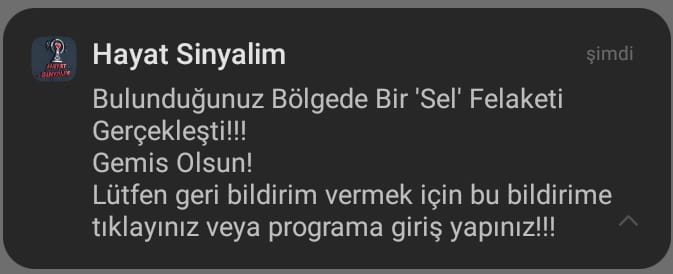 HAYAT
SİNYALİM
Hayat Sinyalim
şimdi
Bulunduğunuz Bölgede Bir 'Sel' Felaketi
Gerçekleşti!!!
Gemis Olsun!
Lütfen geri bildirim vermek için bu bildirime
tıklayınız veya programa giriş yapınız!!!